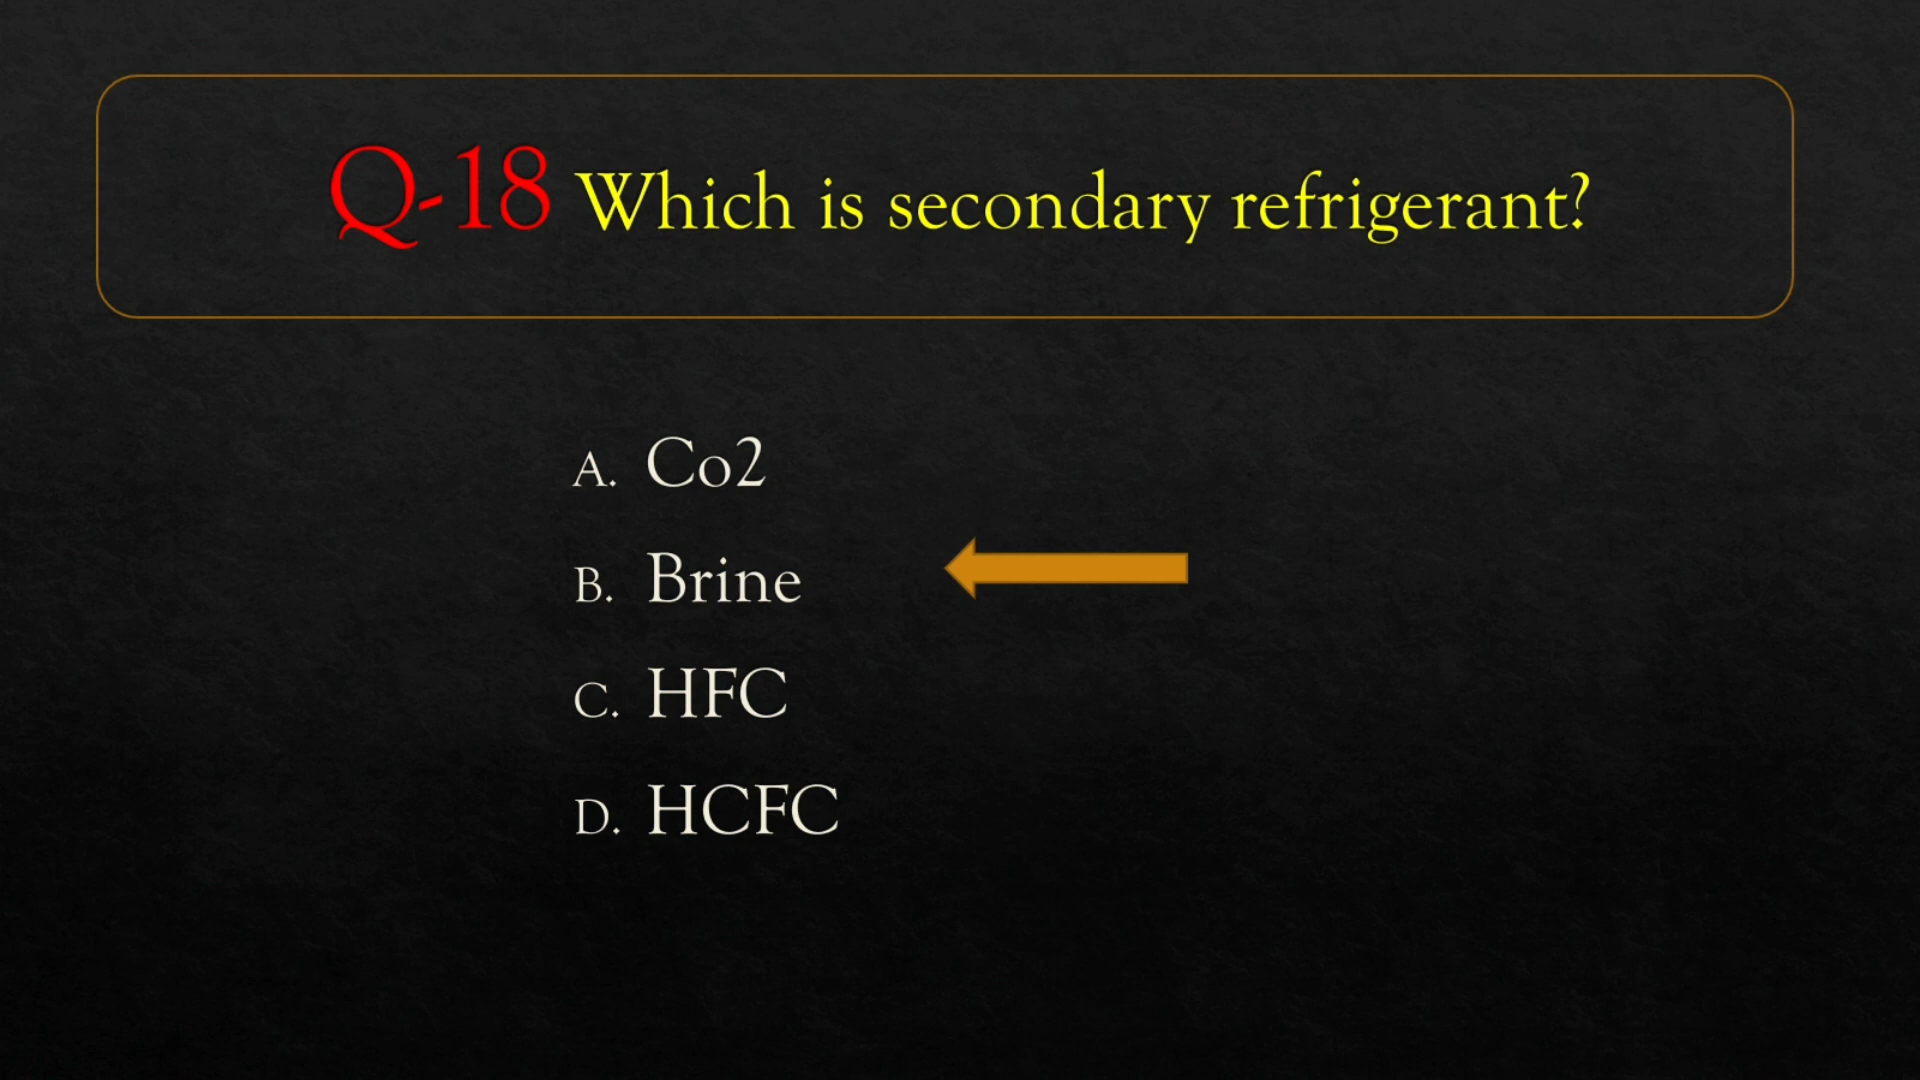 Q-18 Which is secondary refrigerant?
A. Co2
B. Brine
C. HFC
D. HCFC